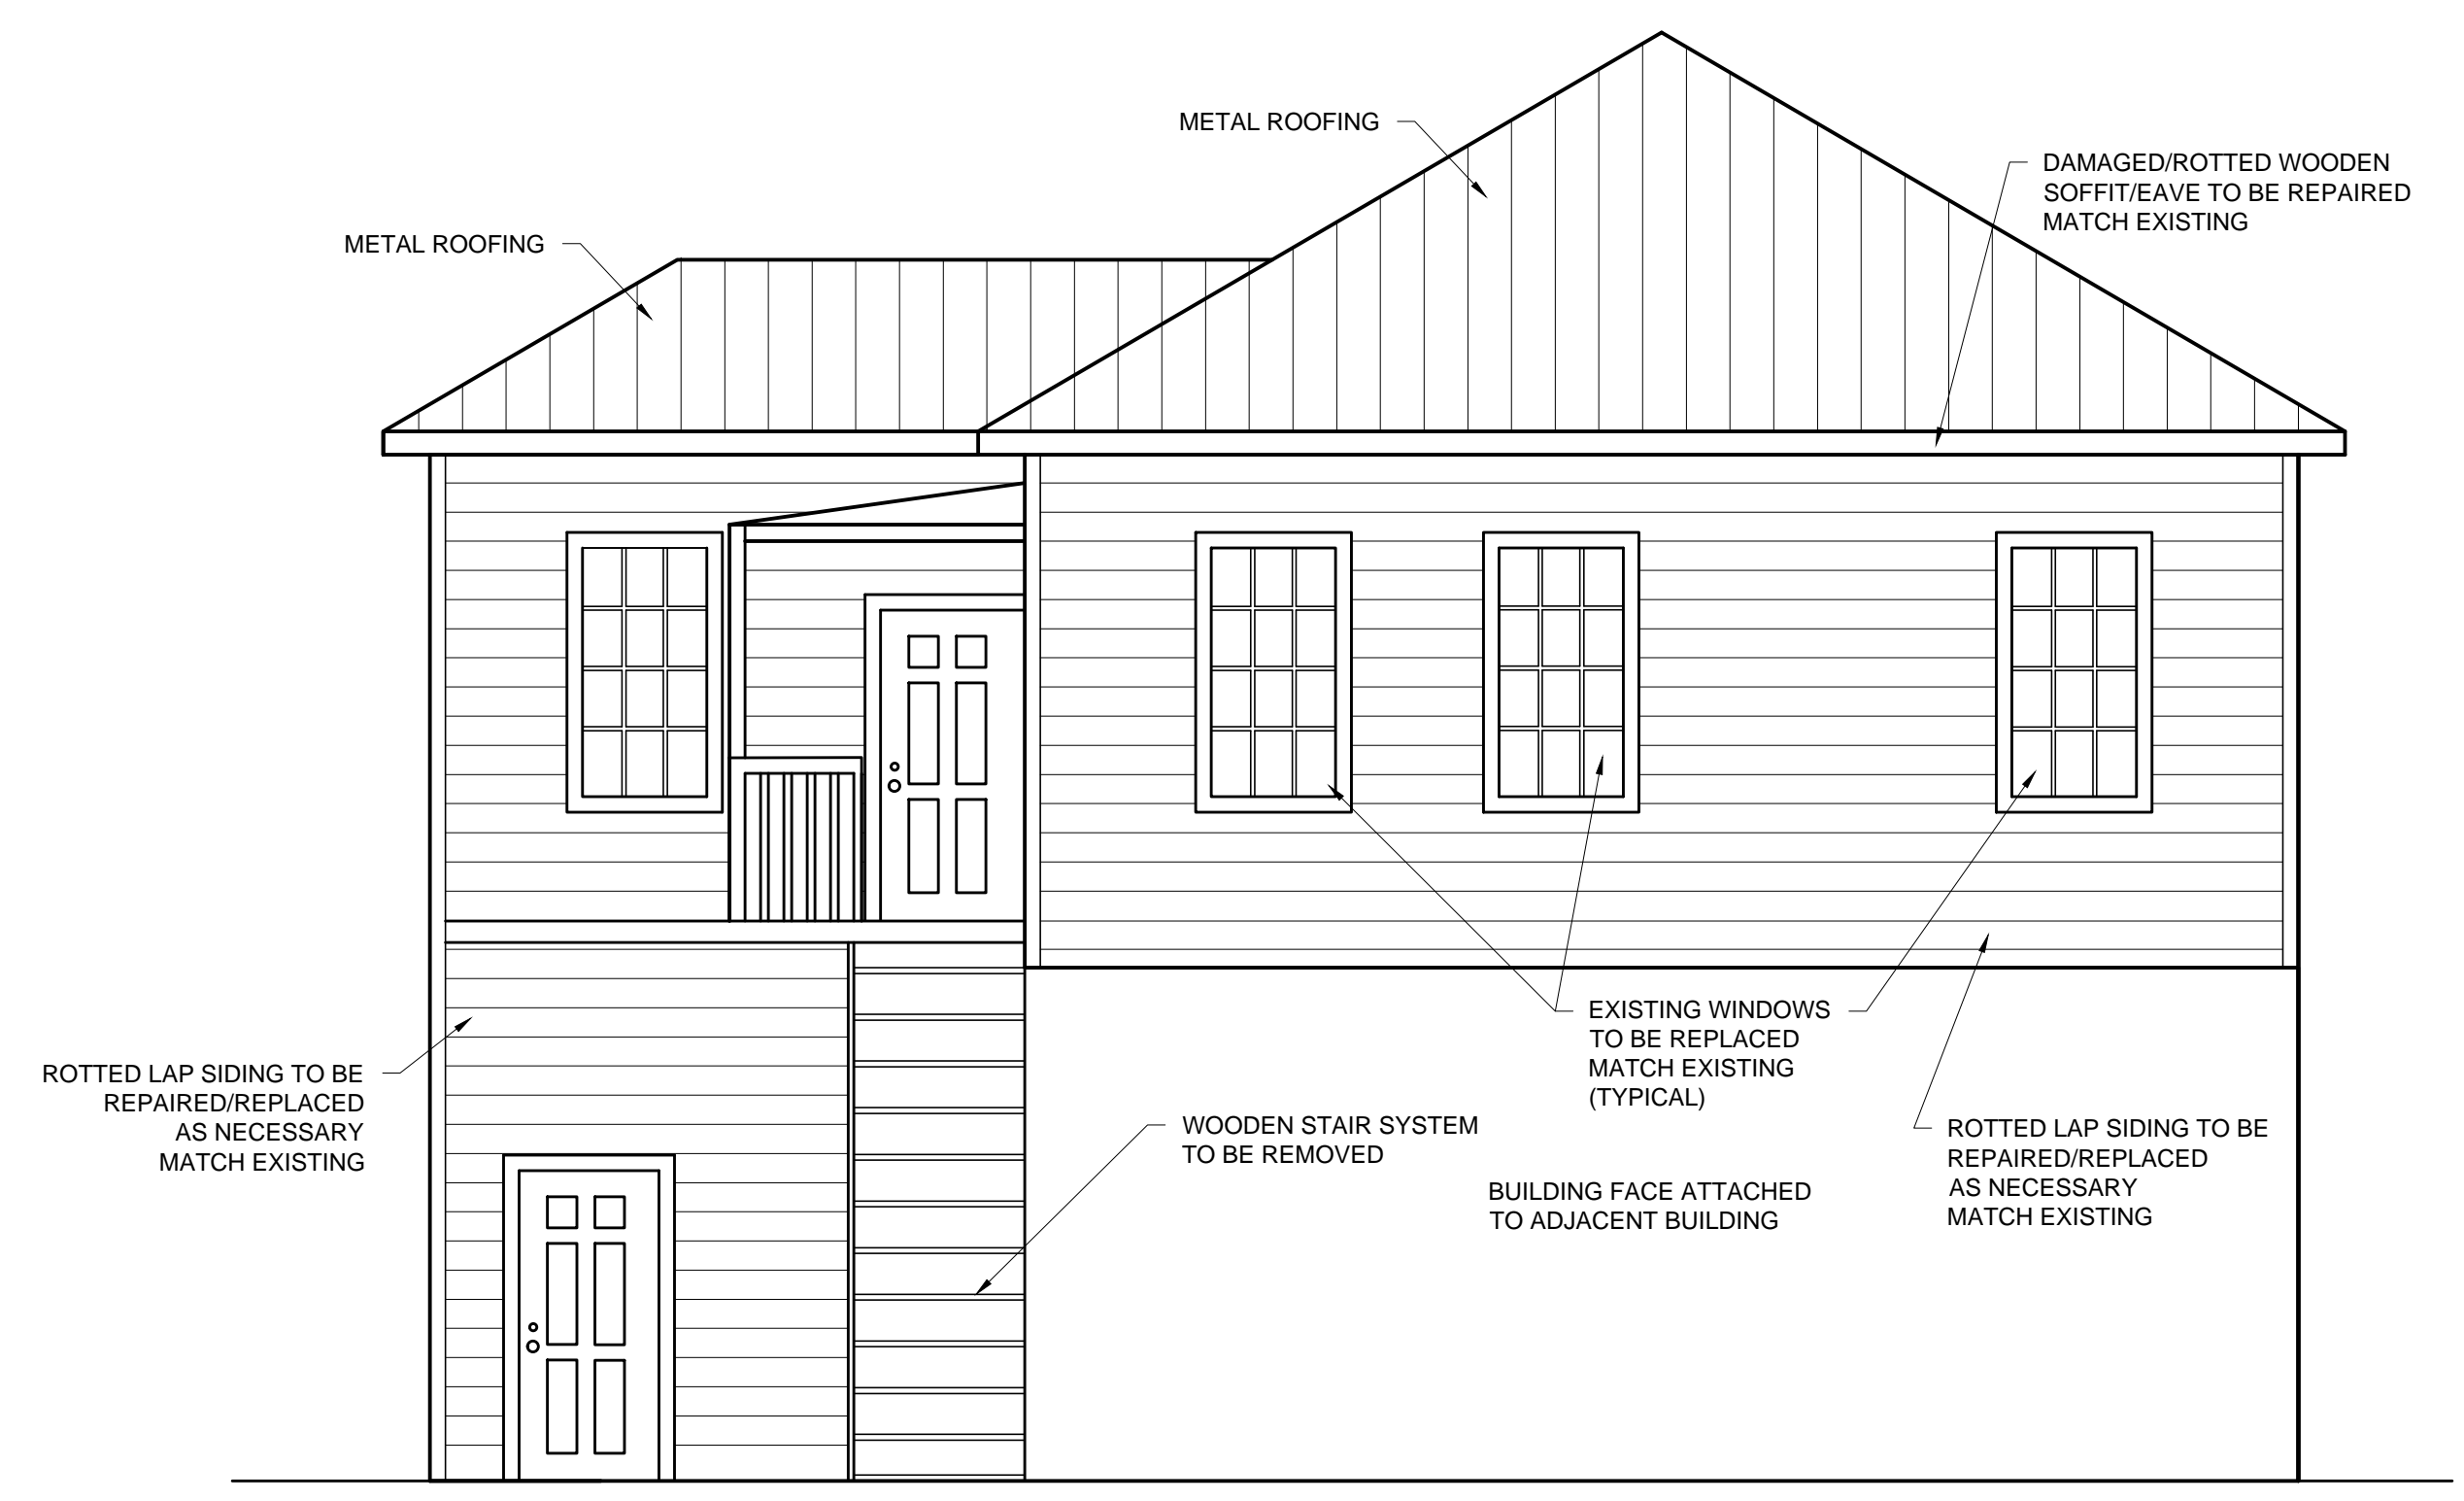 METAL ROOFING
DAMAGED/ROTTED WOODEN
SOFFIT/EAVE TO BE REPAIRED
MATCH EXISTING
METAL ROOFING
EXISTING WINDOWS
TO BE REPLACED
MATCH EXISTING
(TYPICAL)
ROTTED LAP SIDING TO BE
REPAIRED/REPLACED
AS NECESSARY
MATCH EXISTING
WOODEN STAIR SYSTEM
TO BE REMOVED
BUILDING FACE ATTACHED
TO ADJACENT BUILDING
ROTTED LAP SIDING TO BE
REPAIRED/REPLACED
AS NECESSARY
MATCH EXISTING